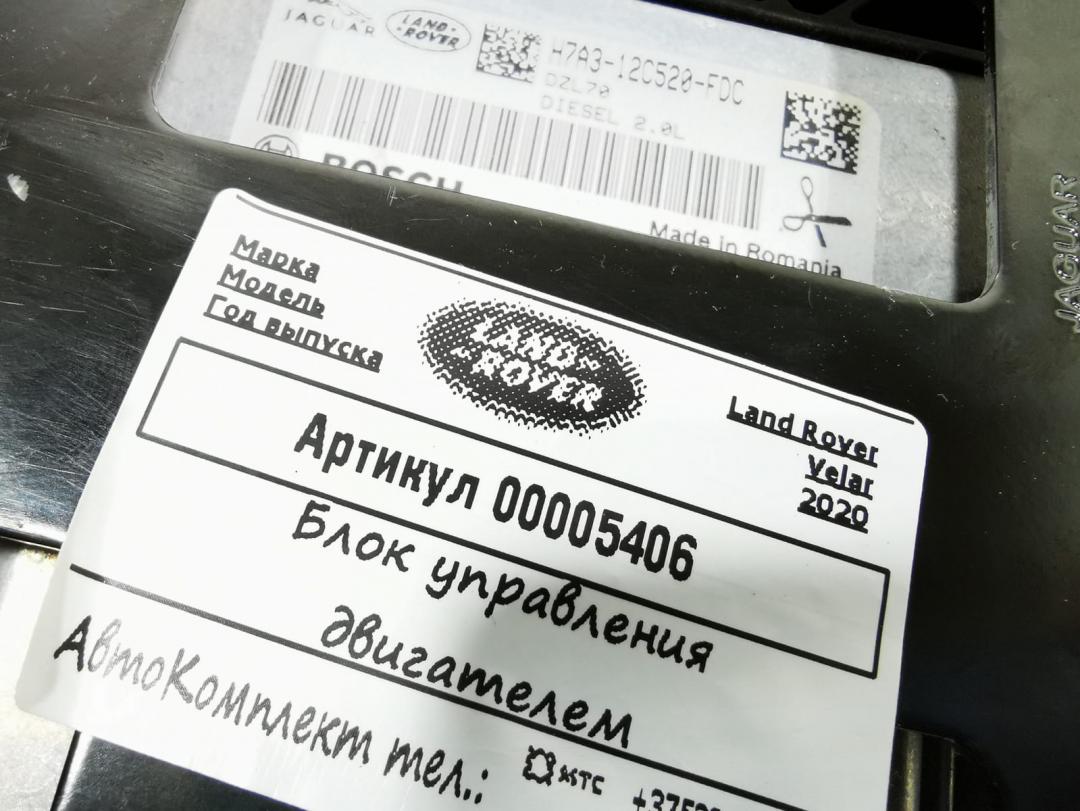 JAGUAR
LAND ROVER
H7A3-12C520-FDC
DZL70
DIESEL 2.0L
BOSCH
Made in Romania
JAGUAR
Марка
Модель
Год выпуска
LAND ROVER
Land Rover
Velar
2020
Артикул 00005406
Блок управления
двигателем
АвтоКомплект тел.:
мтс